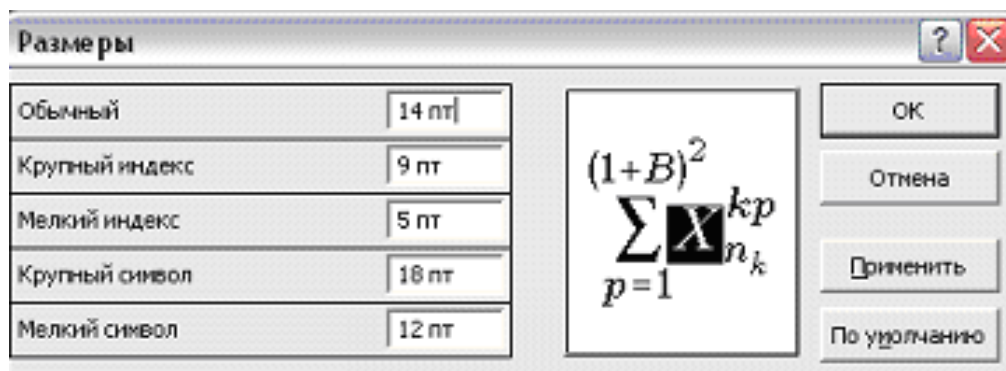 Размеры
Обычный 14 пт
Крупный индекс 9 пт
Мелкий индекс 5 пт
Крупный символ 18 пт
Мелкий символ 12 пт
(1+B)²
∑ X kp n k
p=1
ОК
Отмена
Применить
По умолчанию